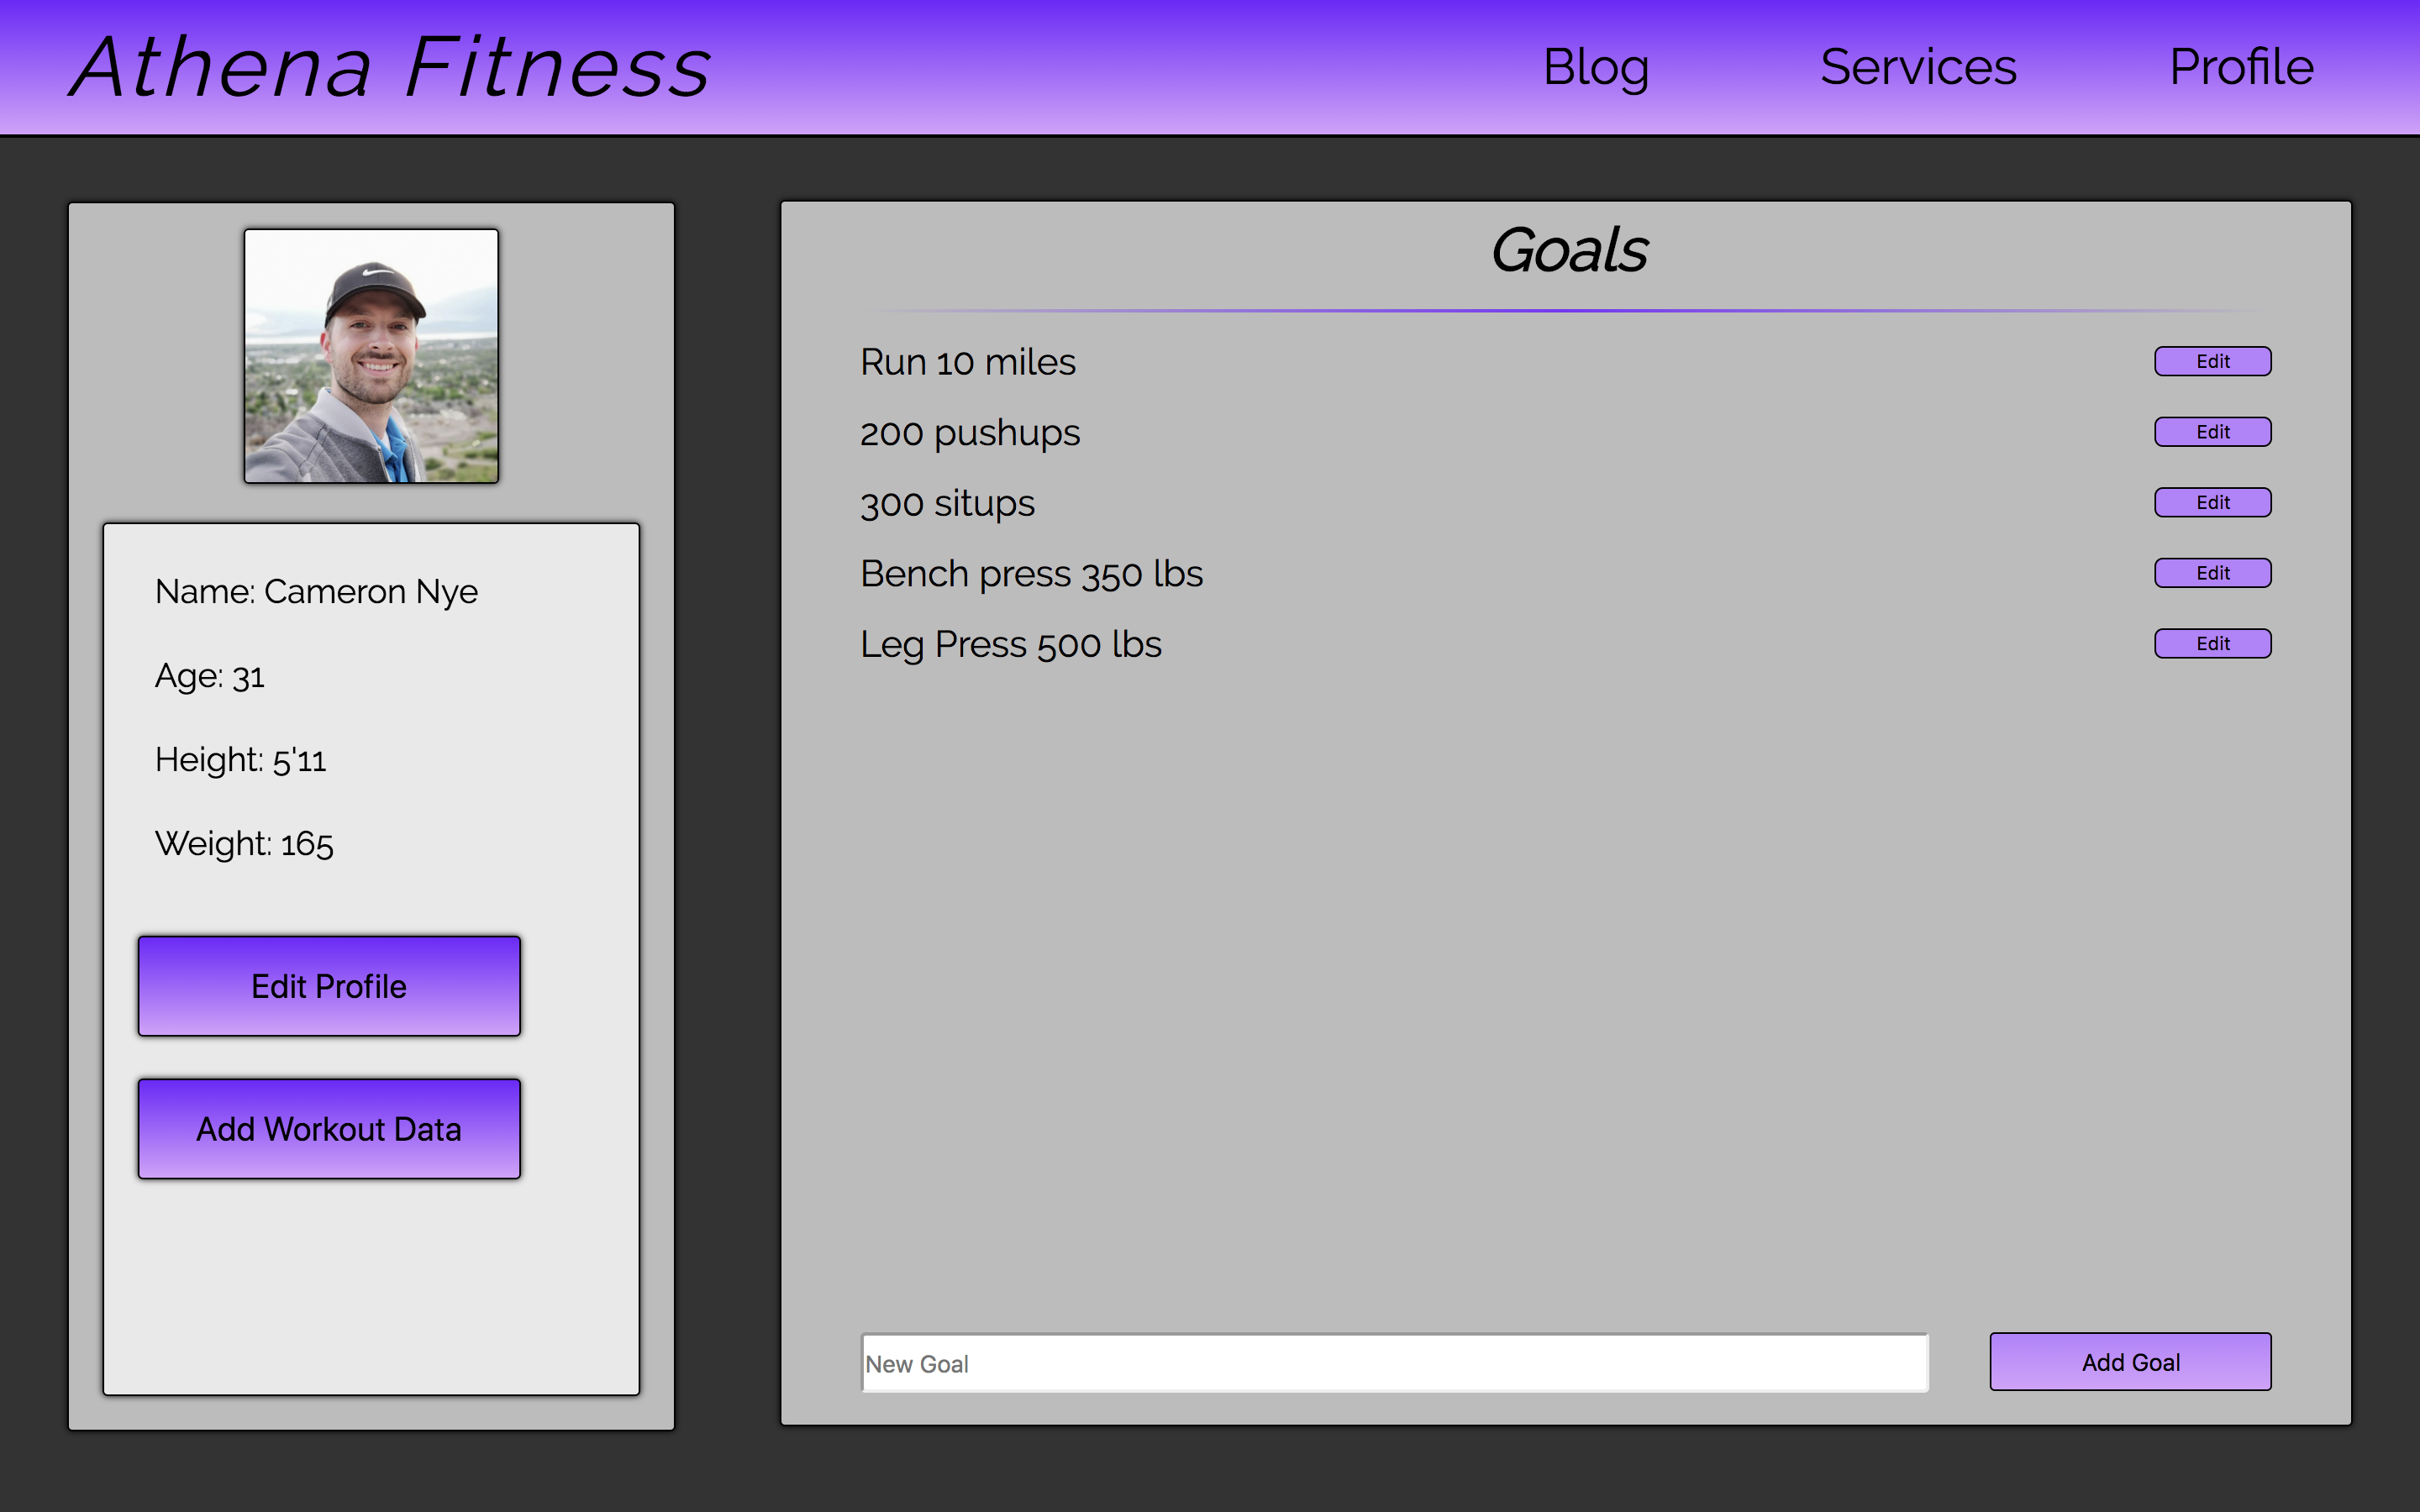 Athena Fitness
Blog
Services
Profile
Name: Cameron Nye
Age: 31
Height: 5'11
Weight: 165
Edit Profile
Add Workout Data
Goals
Run 10 miles
Edit
200 pushups
Edit
300 situps
Edit
Bench press 350 lbs
Edit
Leg Press 500 lbs
Edit
New Goal
Add Goal